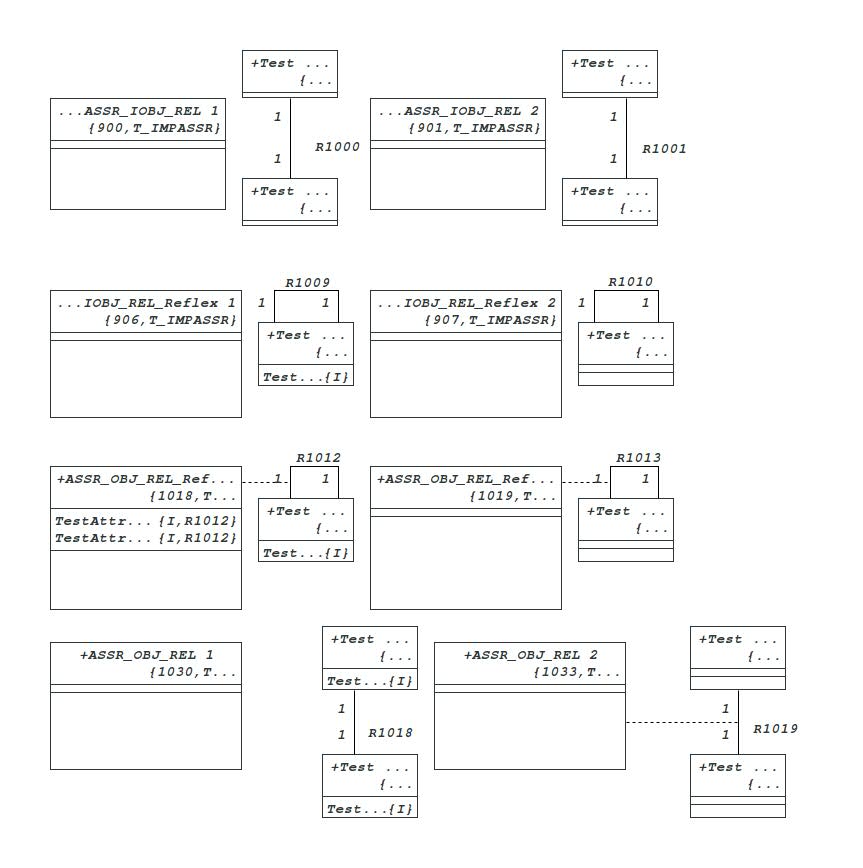 +Test ...
{...
+Test ...
{...
...ASSR_IOBJ_REL 1
{900,T_IMPASSR}
1
1
R1000
+Test ...
{...
...ASSR_IOBJ_REL 2
{901,T_IMPASSR}
1
1
R1001
+Test ...
{...
R1009
R1010
...IOBJ_REL_Reflex 1
{906,T_IMPASSR}
1
1
+Test ...
{...
Test...{I}
...IOBJ_REL_Reflex 2
{907,T_IMPASSR}
1
1
+Test ...
{...
R1012
R1013
+ASSR_OBJ_REL_Ref...
{1018,T...
TestAttr... {I,R1012}
TestAttr... {I,R1012}
1
1
+Test ...
{...
Test...{I}
+ASSR_OBJ_REL_Ref...
{1019,T...
1
1
+Test ...
{...
+ASSR_OBJ_REL 1
{1030,T...
+Test ...
{...
Test...{I}
1
1
R1018
+Test ...
{...
Test...{I}
+ASSR_OBJ_REL 2
{1033,T...
+Test ...
{...
1
1
R1019
+Test ...
{...